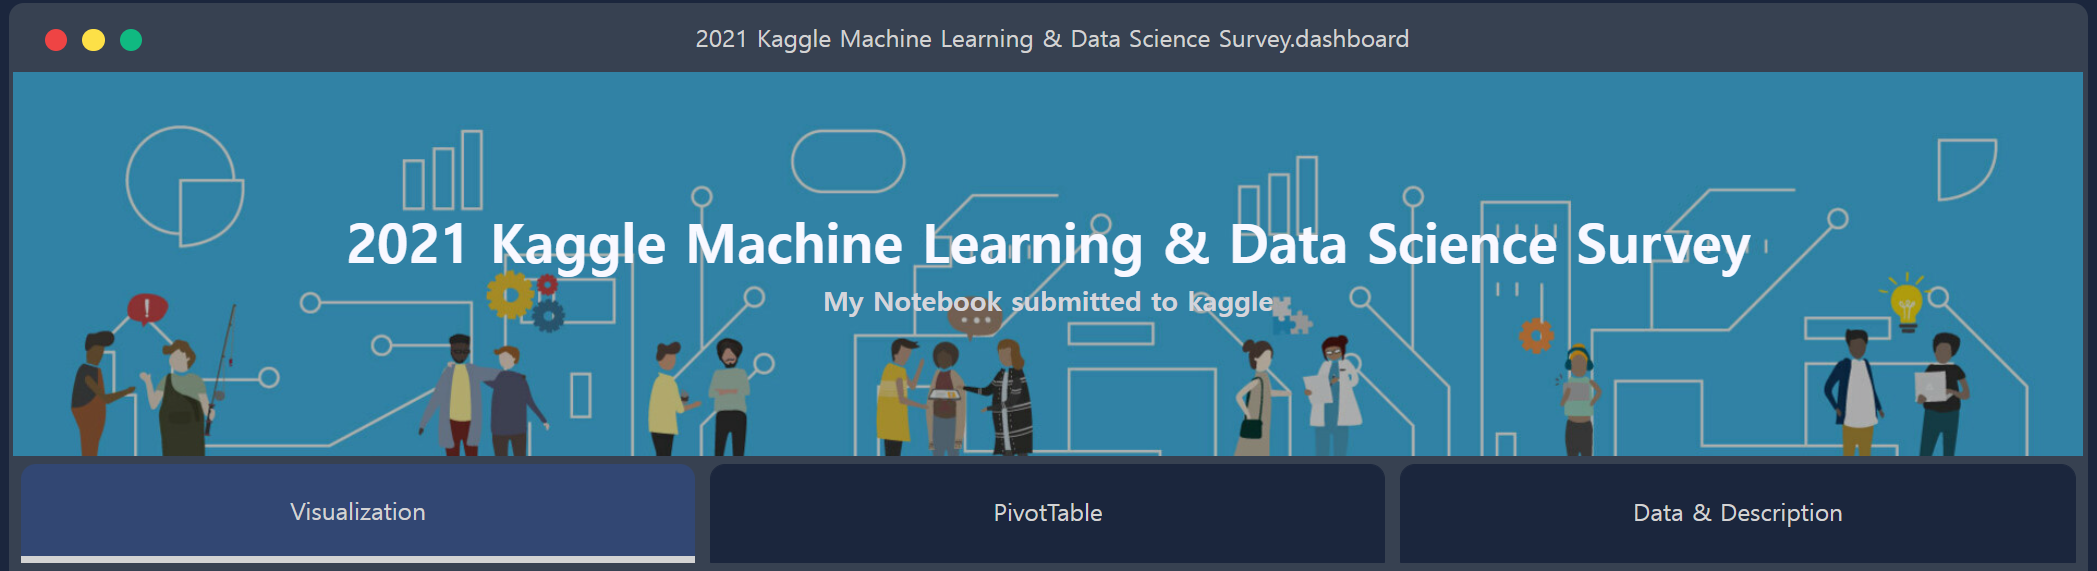 2021 Kaggle Machine Learning & Data Science Survey.dashboard
2021 Kaggle Machine Learning & Data Science Survey
My Notebook submitted to kaggle
!
Visualization
PivotTable
Data & Description